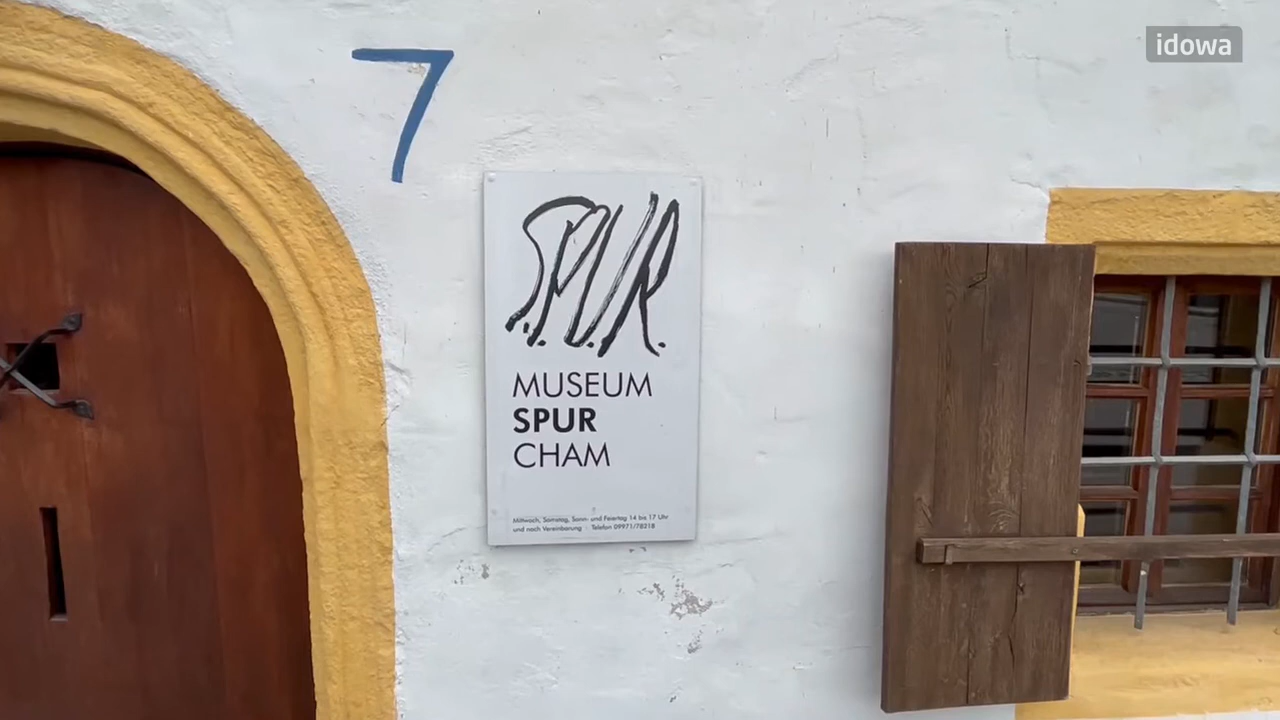 idowa
7
S.P.U.R.
MUSEUM
SPUR
CHAM
Mittwoch, Samstag, Sonn- und Feiertag 14 bis 17 Uhr
und nach Vereinbarung · Telefon 09971/78218